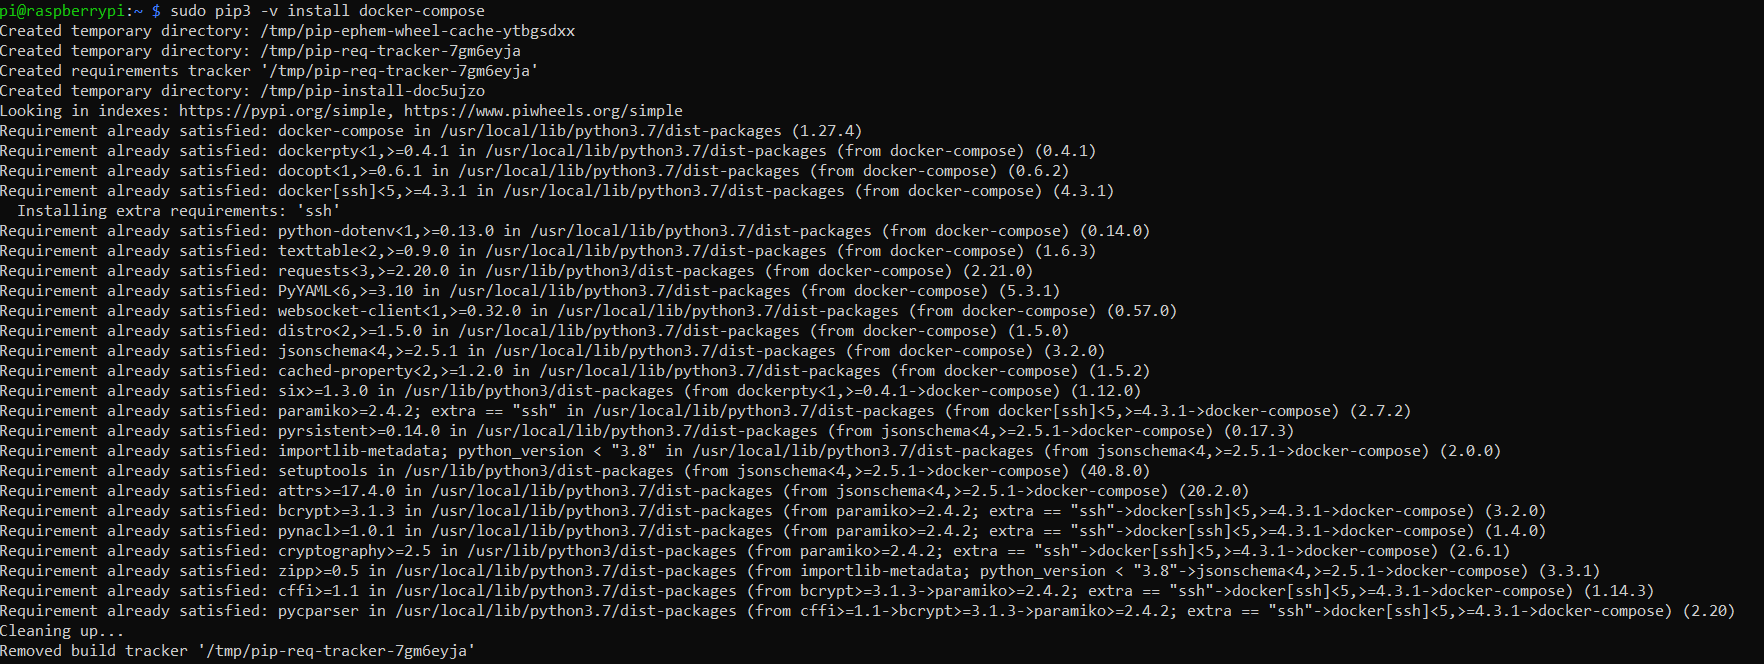 pi@raspberrypi:~ $ sudo pip3 -v install docker-compose
Created temporary directory: /tmp/pip-ephem-wheel-cache-ytbgsdxx
Created temporary directory: /tmp/pip-req-tracker-7gm6eyja
Created requirements tracker '/tmp/pip-req-tracker-7gm6eyja'
Created temporary directory: /tmp/pip-install-doc5ujzo
Looking in indexes: https://pypi.org/simple, https://www.piwheels.org/simple
Requirement already satisfied: docker-compose in /usr/local/lib/python3.7/dist-packages (1.27.4)
Requirement already satisfied: dockerpty<1,>=0.4.1 in /usr/local/lib/python3.7/dist-packages (from docker-compose) (0.4.1)
Requirement already satisfied: docopt<1,>=0.6.1 in /usr/local/lib/python3.7/dist-packages (from docker-compose) (0.6.2)
Requirement already satisfied: docker[ssh]<5,>=4.3.1 in /usr/local/lib/python3.7/dist-packages (from docker-compose) (4.3.1)
  Installing extra requirements: 'ssh'
Requirement already satisfied: python-dotenv<1,>=0.13.0 in /usr/local/lib/python3.7/dist-packages (from docker-compose) (0.14.0)
Requirement already satisfied: texttable<2,>=0.9.0 in /usr/local/lib/python3.7/dist-packages (from docker-compose) (1.6.3)
Requirement already satisfied: requests<3,>=2.20.0 in /usr/lib/python3/dist-packages (from docker-compose) (2.21.0)
Requirement already satisfied: PyYAML<6,>=3.10 in /usr/local/lib/python3.7/dist-packages (from docker-compose) (5.3.1)
Requirement already satisfied: websocket-client<1,>=0.32.0 in /usr/local/lib/python3.7/dist-packages (from docker-compose) (0.57.0)
Requirement already satisfied: distro<2,>=1.5.0 in /usr/local/lib/python3.7/dist-packages (from docker-compose) (1.5.0)
Requirement already satisfied: jsonschema<4,>=2.5.1 in /usr/local/lib/python3.7/dist-packages (from docker-compose) (3.2.0)
Requirement already satisfied: cached-property<2,>=1.2.0 in /usr/local/lib/python3.7/dist-packages (from docker-compose) (1.5.2)
Requirement already satisfied: six>=1.3.0 in /usr/lib/python3/dist-packages (from dockerpty<1,>=0.4.1->docker-compose) (1.12.0)
Requirement already satisfied: paramiko>=2.4.2; extra == "ssh" in /usr/local/lib/python3.7/dist-packages (from docker[ssh]<5,>=4.3.1->docker-compose) (2.7.2)
Requirement already satisfied: pyrsistent>=0.14.0 in /usr/local/lib/python3.7/dist-packages (from jsonschema<4,>=2.5.1->docker-compose) (0.17.3)
Requirement already satisfied: importlib-metadata; python_version < "3.8" in /usr/local/lib/python3.7/dist-packages (from jsonschema<4,>=2.5.1->docker-compose) (2.0.0)
Requirement already satisfied: setuptools in /usr/lib/python3/dist-packages (from jsonschema<4,>=2.5.1->docker-compose) (40.8.0)
Requirement already satisfied: attrs>=17.4.0 in /usr/local/lib/python3.7/dist-packages (from jsonschema<4,>=2.5.1->docker-compose) (20.2.0)
Requirement already satisfied: bcrypt>=3.1.3 in /usr/local/lib/python3.7/dist-packages (from paramiko>=2.4.2; extra == "ssh"->docker[ssh]<5,>=4.3.1->docker-compose) (3.2.0)
Requirement already satisfied: pynacl>=1.0.1 in /usr/local/lib/python3.7/dist-packages (from paramiko>=2.4.2; extra == "ssh"->docker[ssh]<5,>=4.3.1->docker-compose) (1.4.0)
Requirement already satisfied: cryptography>=2.5 in /usr/lib/python3/dist-packages (from paramiko>=2.4.2; extra == "ssh"->docker[ssh]<5,>=4.3.1->docker-compose) (2.6.1)
Requirement already satisfied: zipp>=0.5 in /usr/local/lib/python3.7/dist-packages (from importlib-metadata; python_version < "3.8"->jsonschema<4,>=2.5.1->docker-compose) (3.3.1)
Requirement already satisfied: cffi>=1.1 in /usr/local/lib/python3.7/dist-packages (from bcrypt>=3.1.3->paramiko>=2.4.2; extra == "ssh"->docker[ssh]<5,>=4.3.1->docker-compose) (1.14.3)
Requirement already satisfied: pycparser in /usr/local/lib/python3.7/dist-packages (from cffi>=1.1->bcrypt>=3.1.3->paramiko>=2.4.2; extra == "ssh"->docker[ssh]<5,>=4.3.1->docker-compose) (2.20)
Cleaning up...
Removed build tracker '/tmp/pip-req-tracker-7gm6eyja'